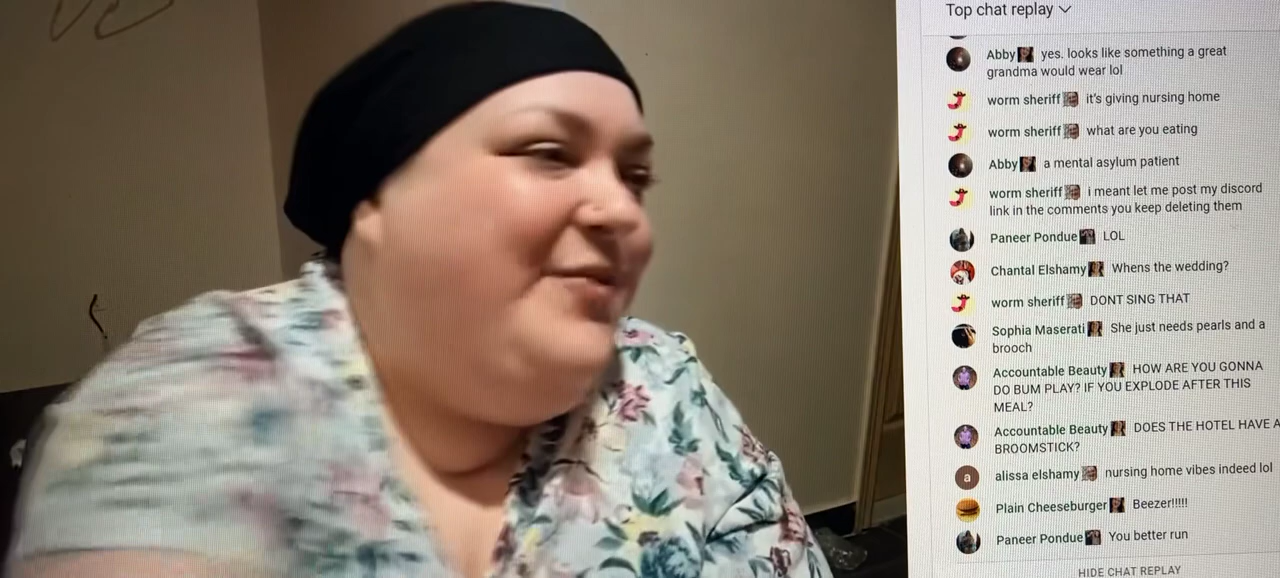 Top chat replay
Abby yes. looks like something a great
grandma would wear lol
worm sheriff it's giving nursing home
worm sheriff what are you eating
Abby a mental asylum patient
worm sheriff i meant let me post my discord
link in the comments you keep deleting them
Paneer Pondue LOL
Chantal Elshamy Whens the wedding?
worm sheriff DONT SING THAT
Sophia Maserati She just needs pearls and a
brooch
Accountable Beauty HOW ARE YOU GONNA
DO BUM PLAY? IF YOU EXPLODE AFTER THIS
MEAL?
Accountable Beauty DOES THE HOTEL HAVE A
BROOMSTICK?
a alissa elshamy nursing home vibes indeed lol
Plain Cheeseburger Beezer!!!!!
Paneer Pondue You better run
HIDE CHAT REPLAY